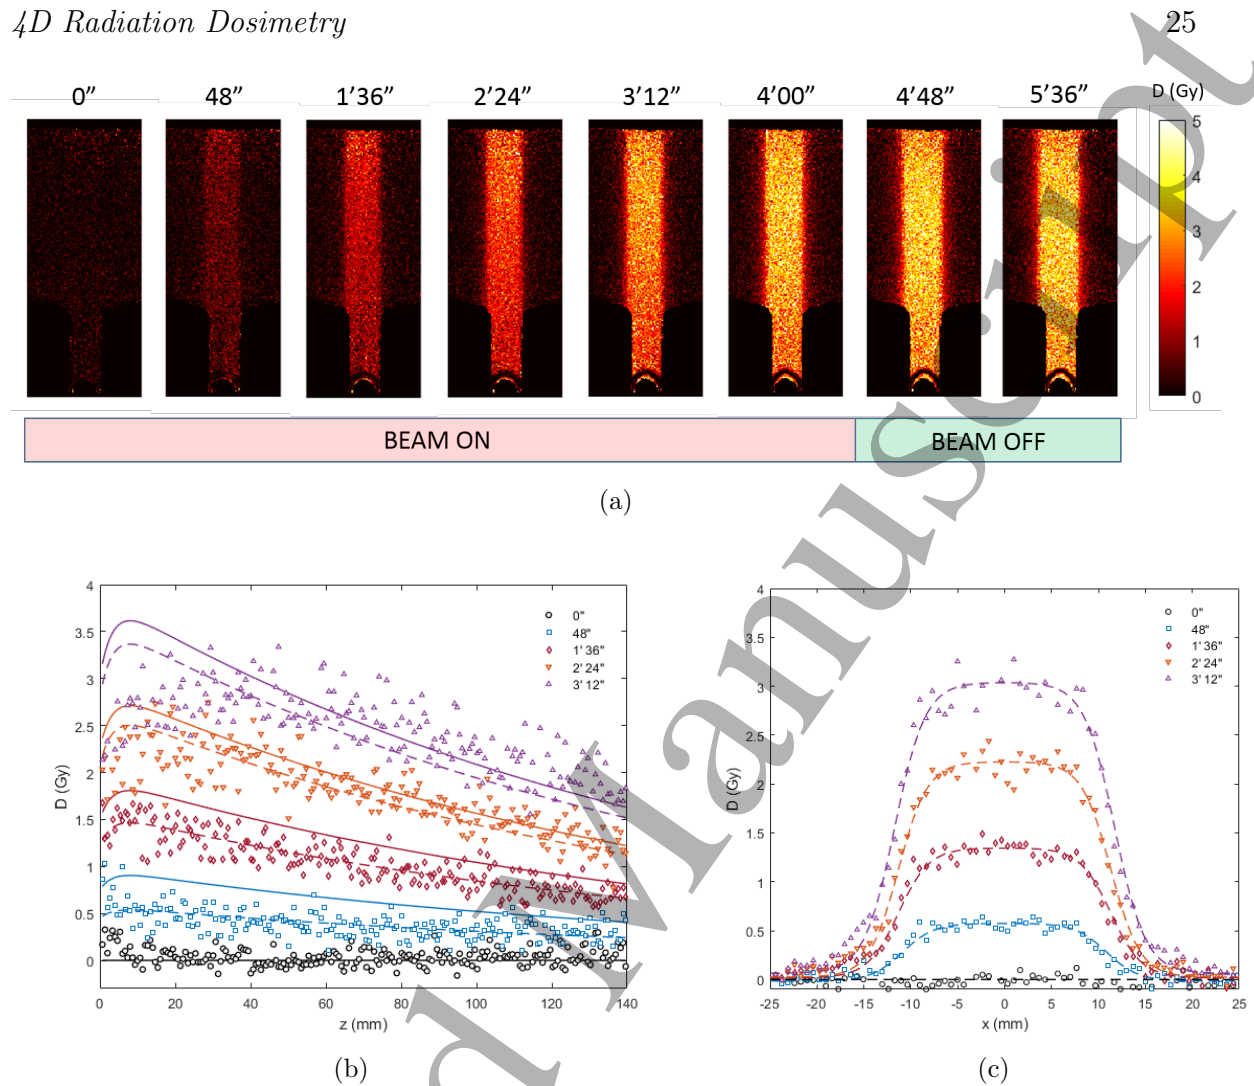 4D Radiation Dosimetry 25
0” 48” 1’36” 2’24” 3’12” 4’00” 4’48” 5’36” D (Gy)
5
4
3
2
1
0
BEAM ON BEAM OFF
(a)
4
3.5
3
2.5
2
1.5
1
0.5
0
D (Gy)
0 20 40 60 80 100 120 140
z (mm)
0"
48"
1' 36"
2' 24"
3' 12"
(b)
4
3.5
3
2.5
2
1.5
1
0.5
0
D (Gy)
-25 -20 -15 -10 -5 0 5 10 15 20 25
x (mm)
0"
48"
1' 36"
2' 24"
3' 12"
(c)
d Manuscript